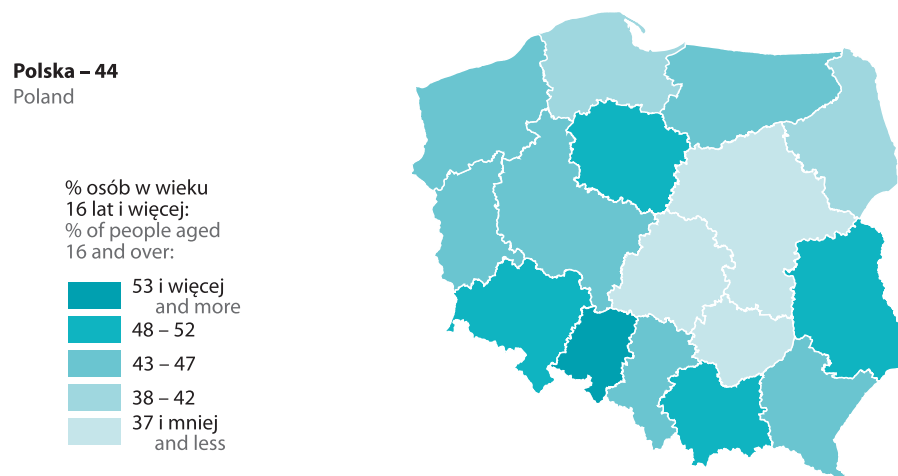 Polska – 44
Poland
% osób w wieku
16 lat i więcej:
% of people aged
16 and over:
53 i więcej
and more
48 – 52
43 – 47
38 – 42
37 i mniej
and less